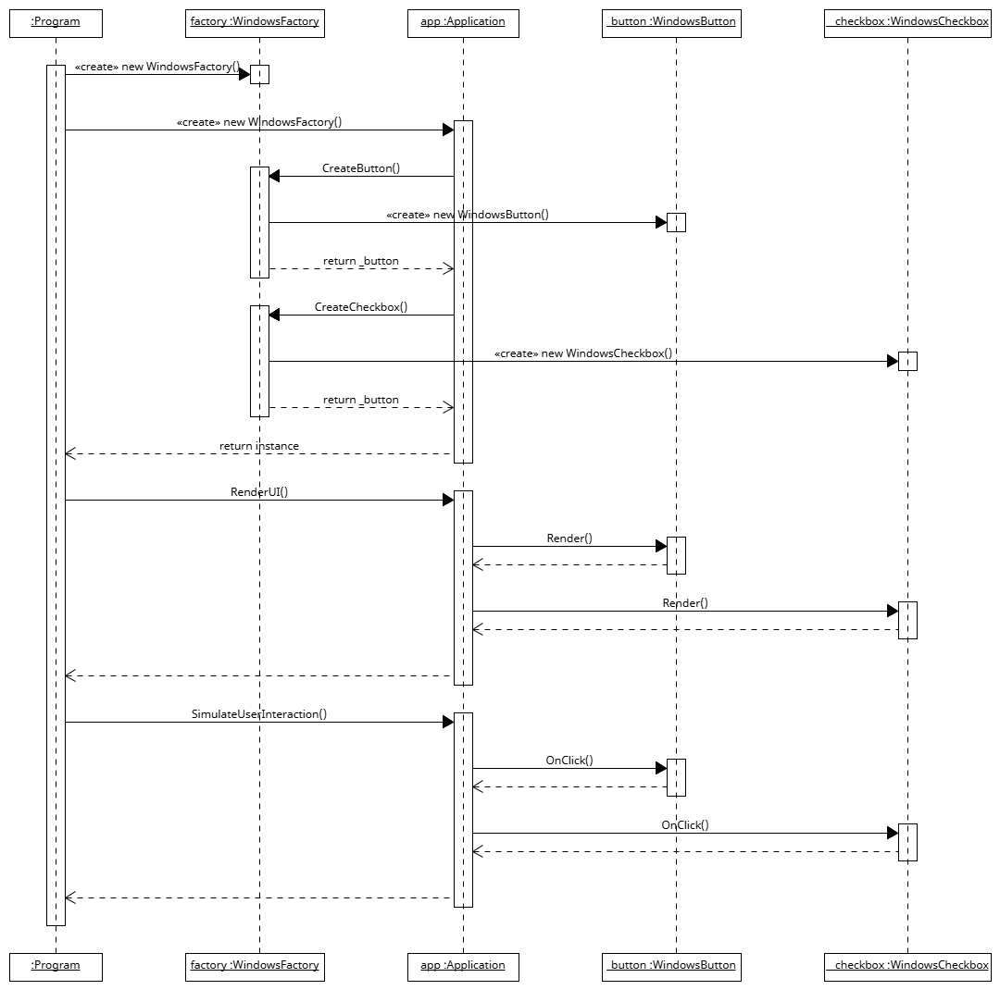 :Program
factory :WindowsFactory
app :Application
_button :WindowsButton
_checkbox :WindowsCheckbox
«create» new WindowsFactory()
«create» new WindowsFactory()
CreateButton()
«create» new WindowsButton()
return _button
CreateCheckbox()
«create» new WindowsCheckbox()
return _button
return instance
RenderUI()
Render()
Render()
SimulateUserInteraction()
OnClick()
OnClick()
:Program
factory :WindowsFactory
app :Application
_button :WindowsButton
_checkbox :WindowsCheckbox